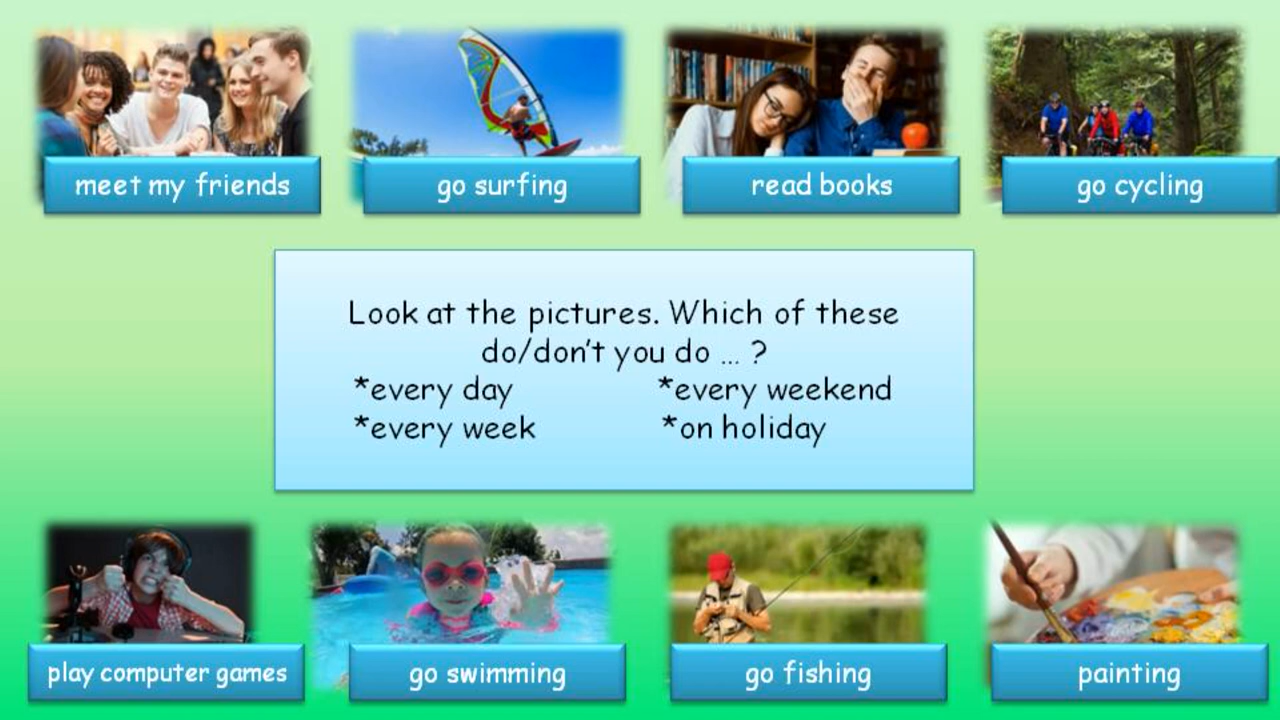 meet my friends
go surfing
read books
go cycling
Look at the pictures. Which of these
do/don't you do ... ?
*every day *every weekend
*every week *on holiday
play computer games
go swimming
go fishing
painting